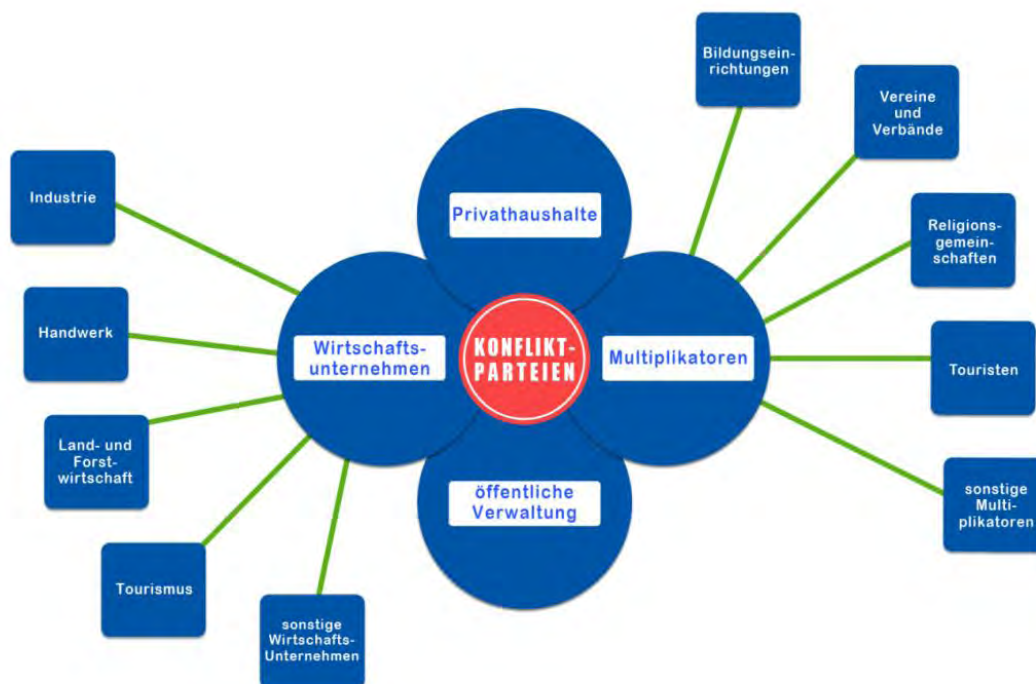 Bildungsein-
richtungen
Vereine
und
Verbände
Industrie
Privathaushalte
Religions-
gemein-
schaften
Handwerk
Wirtschafts-
unternehmen
KONFLIKT-
PARTEIEN
Multiplikatoren
Touristen
Land- und
Forst-
wirtschaft
öffentliche
Verwaltung
sonstige
Multi-
plikatoren
Tourismus
sonstige
Wirtschafts-
Unternehmen